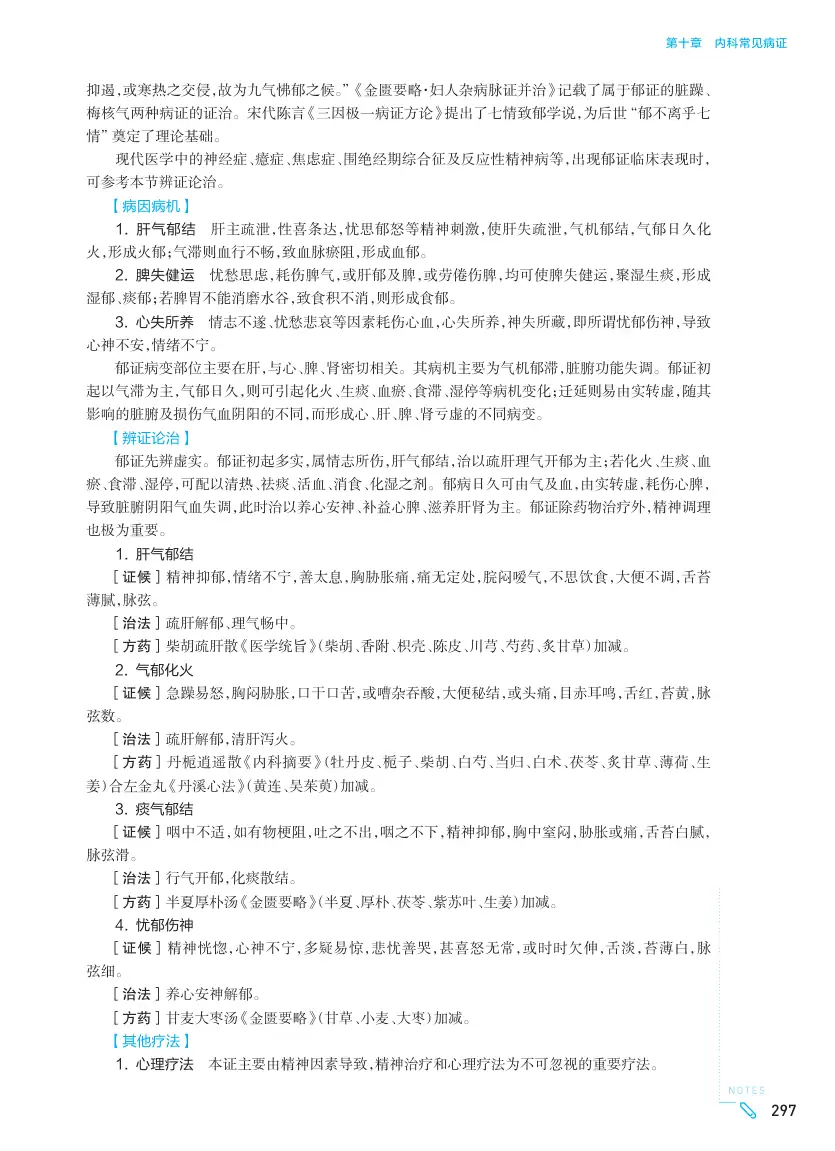 第十章　内科常见病证
抑遏，或寒热之交侵，故为九气怫郁之候。”《金匮要略·妇人杂病脉证并治》记载了属于郁证的脏躁、
梅核气两种病证的证治。宋代陈言《三因极一病证方论》提出了七情致郁学说，为后世“郁不离乎七
情”奠定了理论基础。
现代医学中的神经症、癔症、焦虑症、围绝经期综合征及反应性精神病等，出现郁证临床表现时，
可参考本节辨证论治。
【病因病机】
1. 肝气郁结　肝主疏泄，性喜条达，忧思郁怒等精神刺激，使肝失疏泄，气机郁结，气郁日久化
火，形成火郁；气滞则血行不畅，致血脉瘀阻，形成血郁。
2. 脾失健运　忧愁思虑，耗伤脾气，或肝郁及脾，或劳倦伤脾，均可使脾失健运，聚湿生痰，形成
湿郁、痰郁；若脾胃不能消磨水谷，致食积不消，则形成食郁。
3. 心失所养　情志不遂、忧愁悲哀等因素耗伤心血，心失所养，神失所藏，即所谓忧郁伤神，导致
心神不安，情绪不宁。
郁证病变部位主要在肝，与心、脾、肾密切相关。其病机主要为气机郁滞，脏腑功能失调。郁证初
起以气滞为主，气郁日久，则可引起化火、生痰、血瘀、食滞、湿停等病机变化；迁延则易由实转虚，随其
影响的脏腑及损伤气血阴阳的不同，而形成心、肝、脾、肾亏虚的不同病变。
【辨证论治】
郁证先辨虚实。郁证初起多实，属情志所伤，肝气郁结，治以疏肝理气开郁为主；若化火、生痰、血
瘀、食滞、湿停，可配以清热、祛痰、活血、消食、化湿之剂。郁病日久可由气及血，由实转虚，耗伤心脾，
导致脏腑阴阳气血失调，此时治以养心安神、补益心脾、滋养肝肾为主。郁证除药物治疗外，精神调理
也极为重要。
1. 肝气郁结
［证候］精神抑郁，情绪不宁，善太息，胸胁胀痛，痛无定处，脘闷嗳气，不思饮食，大便不调，舌苔
薄腻，脉弦。
［治法］疏肝解郁、理气畅中。
［方药］柴胡疏肝散《医学统旨》（柴胡、香附、枳壳、陈皮、川芎、芍药、炙甘草）加减。
2. 气郁化火
［证候］急躁易怒，胸闷胁胀，口干口苦，或嘈杂吞酸，大便秘结，或头痛，目赤耳鸣，舌红，苔黄，脉
弦数。
［治法］疏肝解郁，清肝泻火。
［方药］丹栀逍遥散《内科摘要》（牡丹皮、栀子、柴胡、白芍、当归、白术、茯苓、炙甘草、薄荷、生
姜）合左金丸《丹溪心法》（黄连、吴茱萸）加减。
3. 痰气郁结
［证候］咽中不适，如有物梗阻，吐之不出，咽之不下，精神抑郁，胸中窒闷，胁胀或痛，舌苔白腻，
脉弦滑。
［治法］行气开郁，化痰散结。
［方药］半夏厚朴汤《金匮要略》（半夏、厚朴、茯苓、紫苏叶、生姜）加减。
4. 忧郁伤神
［证候］精神恍惚，心神不宁，多疑易惊，悲忧善哭，甚喜怒无常，或时时欠伸，舌淡，苔薄白，脉
弦细。
［治法］养心安神解郁。
［方药］甘麦大枣汤《金匮要略》（甘草、小麦、大枣）加减。
【其他疗法】
1. 心理疗法　本证主要由精神因素导致，精神治疗和心理疗法为不可忽视的重要疗法。
NOTES
297